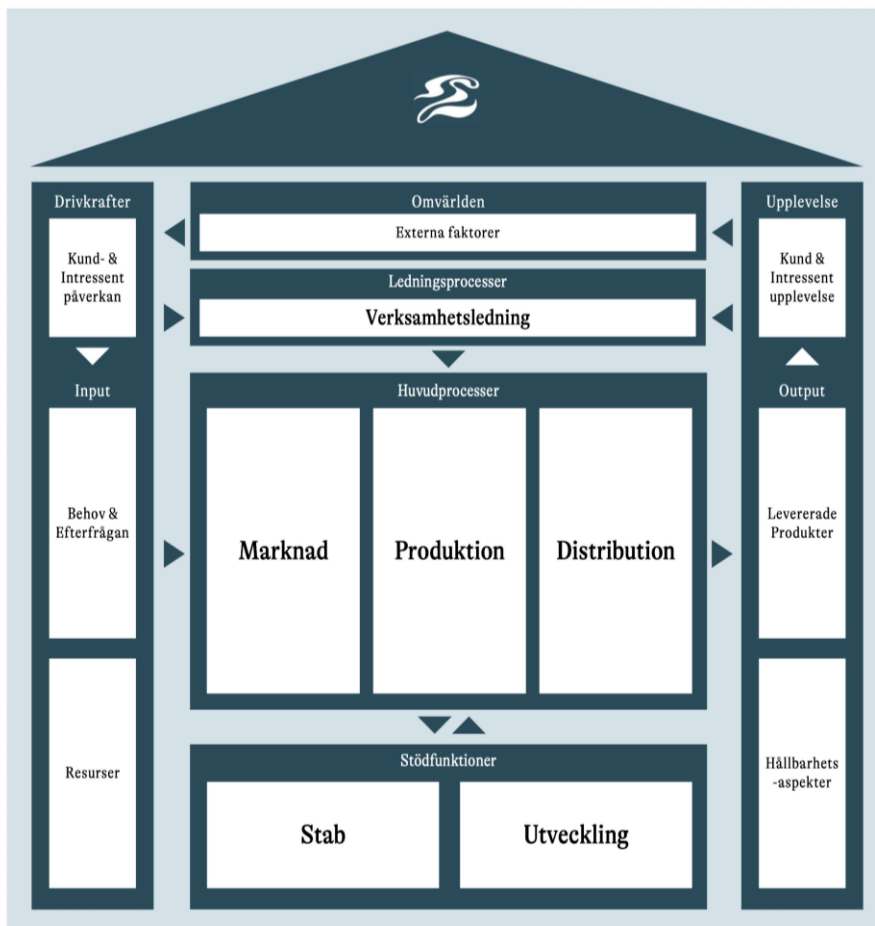 Drivkrafter
Kund- &
Intressent
påverkan
Input
Behov &
Efterfrågan
Resurser
Omvärlden
Externa faktorer
Ledningsprocesser
Verksamhetsledning
Huvudprocesser
Marknad
Produktion
Distribution
Stödfunktioner
Stab
Utveckling
Upplevelse
Kund &
Intressent
upplevelse
Output
Levererade
Produkter
Hållbarhets
-aspekter